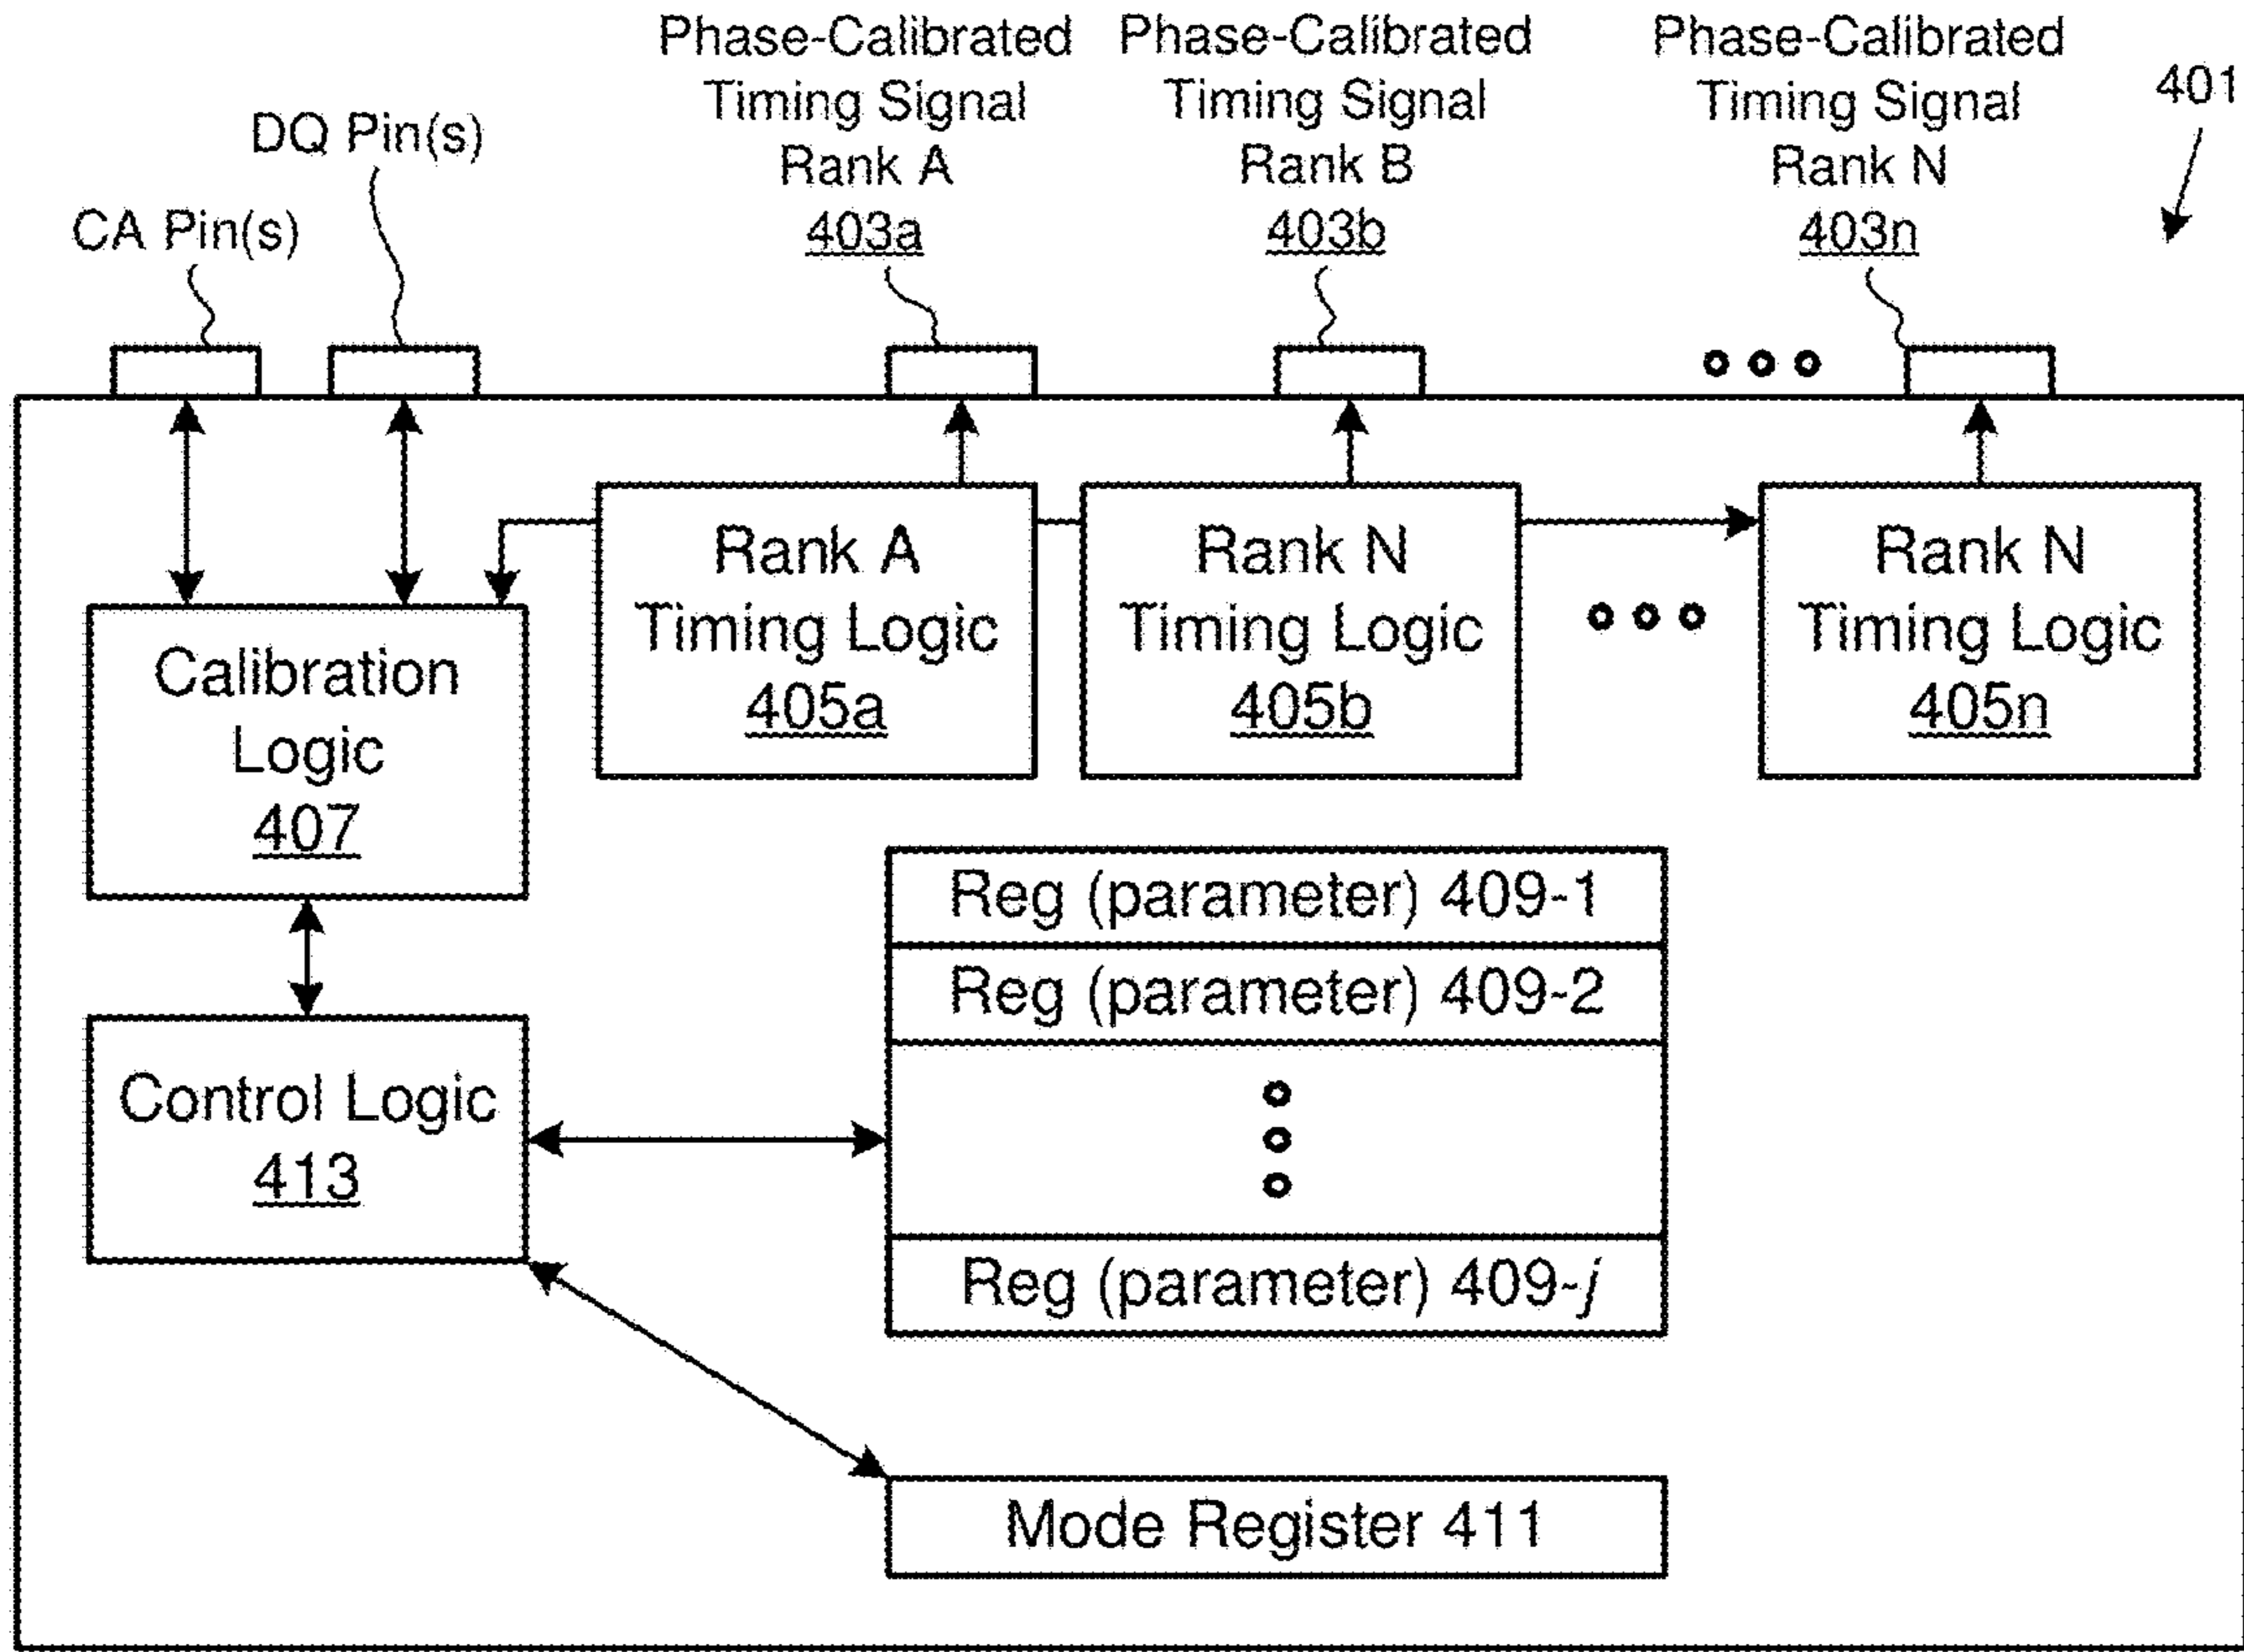 Phase-Calibrated
Timing Signal
Rank A
403a
Phase-Calibrated
Timing Signal
Rank B
403b
Phase-Calibrated
Timing Signal
Rank N
403n
401
DQ Pin(s)
CA Pin(s)
Rank A
Timing Logic
405a
Rank N
Timing Logic
405b
Rank N
Timing Logic
405n
Calibration
Logic
407
Reg (parameter) 409-1
Reg (parameter) 409-2
Reg (parameter) 409-j
Control Logic
413
Mode Register 411